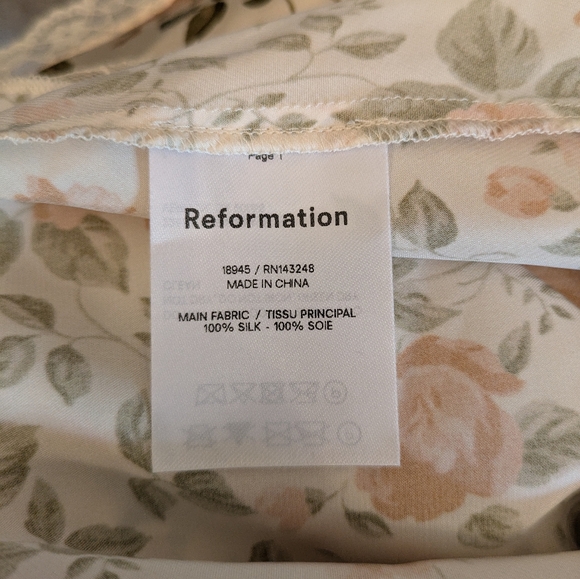 Page 1
Reformation
18945 / RN143248
MADE IN CHINA
MAIN FABRIC / TISSU PRINCIPAL
100% SILK - 100% SOIE